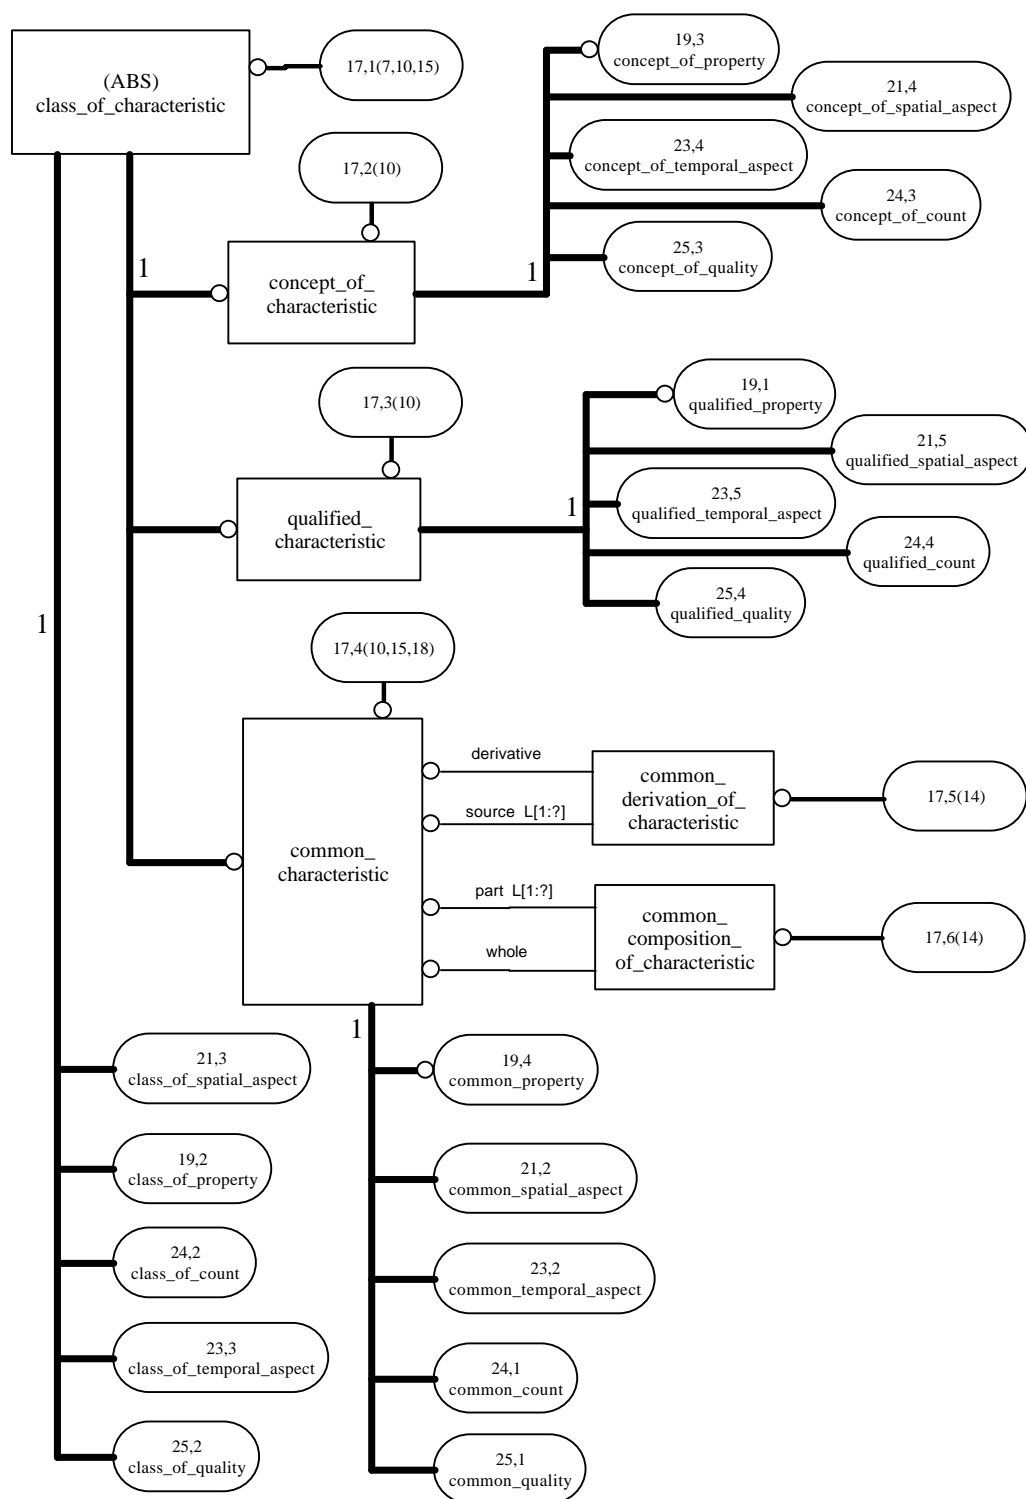 (ABS)
class_of_characteristic
17,1(7,10,15)
19,3
concept_of_property
21,4
concept_of_spatial_aspect
17,2(10)
23,4
concept_of_temporal_aspect
24,3
concept_of_count
25,3
concept_of_quality
1
concept_of_
characteristic
1
17,3(10)
19,1
qualified_property
21,5
qualified_spatial_aspect
qualified_
characteristic
1
23,5
qualified_temporal_aspect
24,4
qualified_count
25,4
qualified_quality
1
17,4(10,15,18)
common_
characteristic
derivative
source L[1:?]
common_
derivation_of_
characteristic
17,5(14)
part L[1:?]
whole
common_
composition_
of_characteristic
17,6(14)
1
21,3
class_of_spatial_aspect
19,4
common_property
19,2
class_of_property
21,2
common_spatial_aspect
24,2
class_of_count
23,2
common_temporal_aspect
23,3
class_of_temporal_aspect
24,1
common_count
25,2
class_of_quality
25,1
common_quality